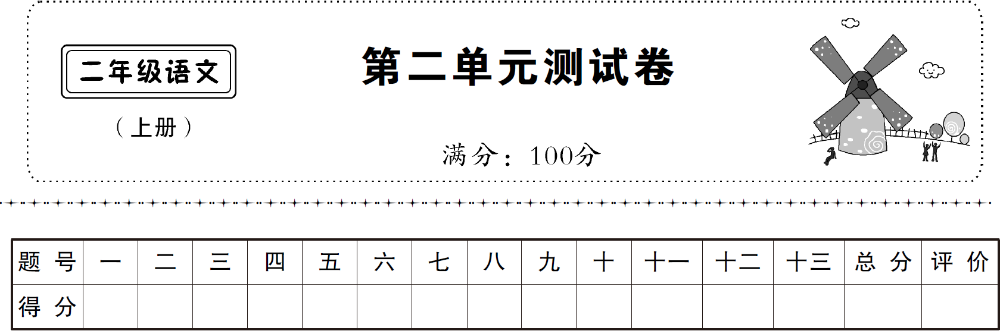 二年级语文
（上册）
第二单元测试卷
满分：100分
题号 一 二 三 四 五 六 七 八 九 十 十一 十二 十三 总分 评价
得分